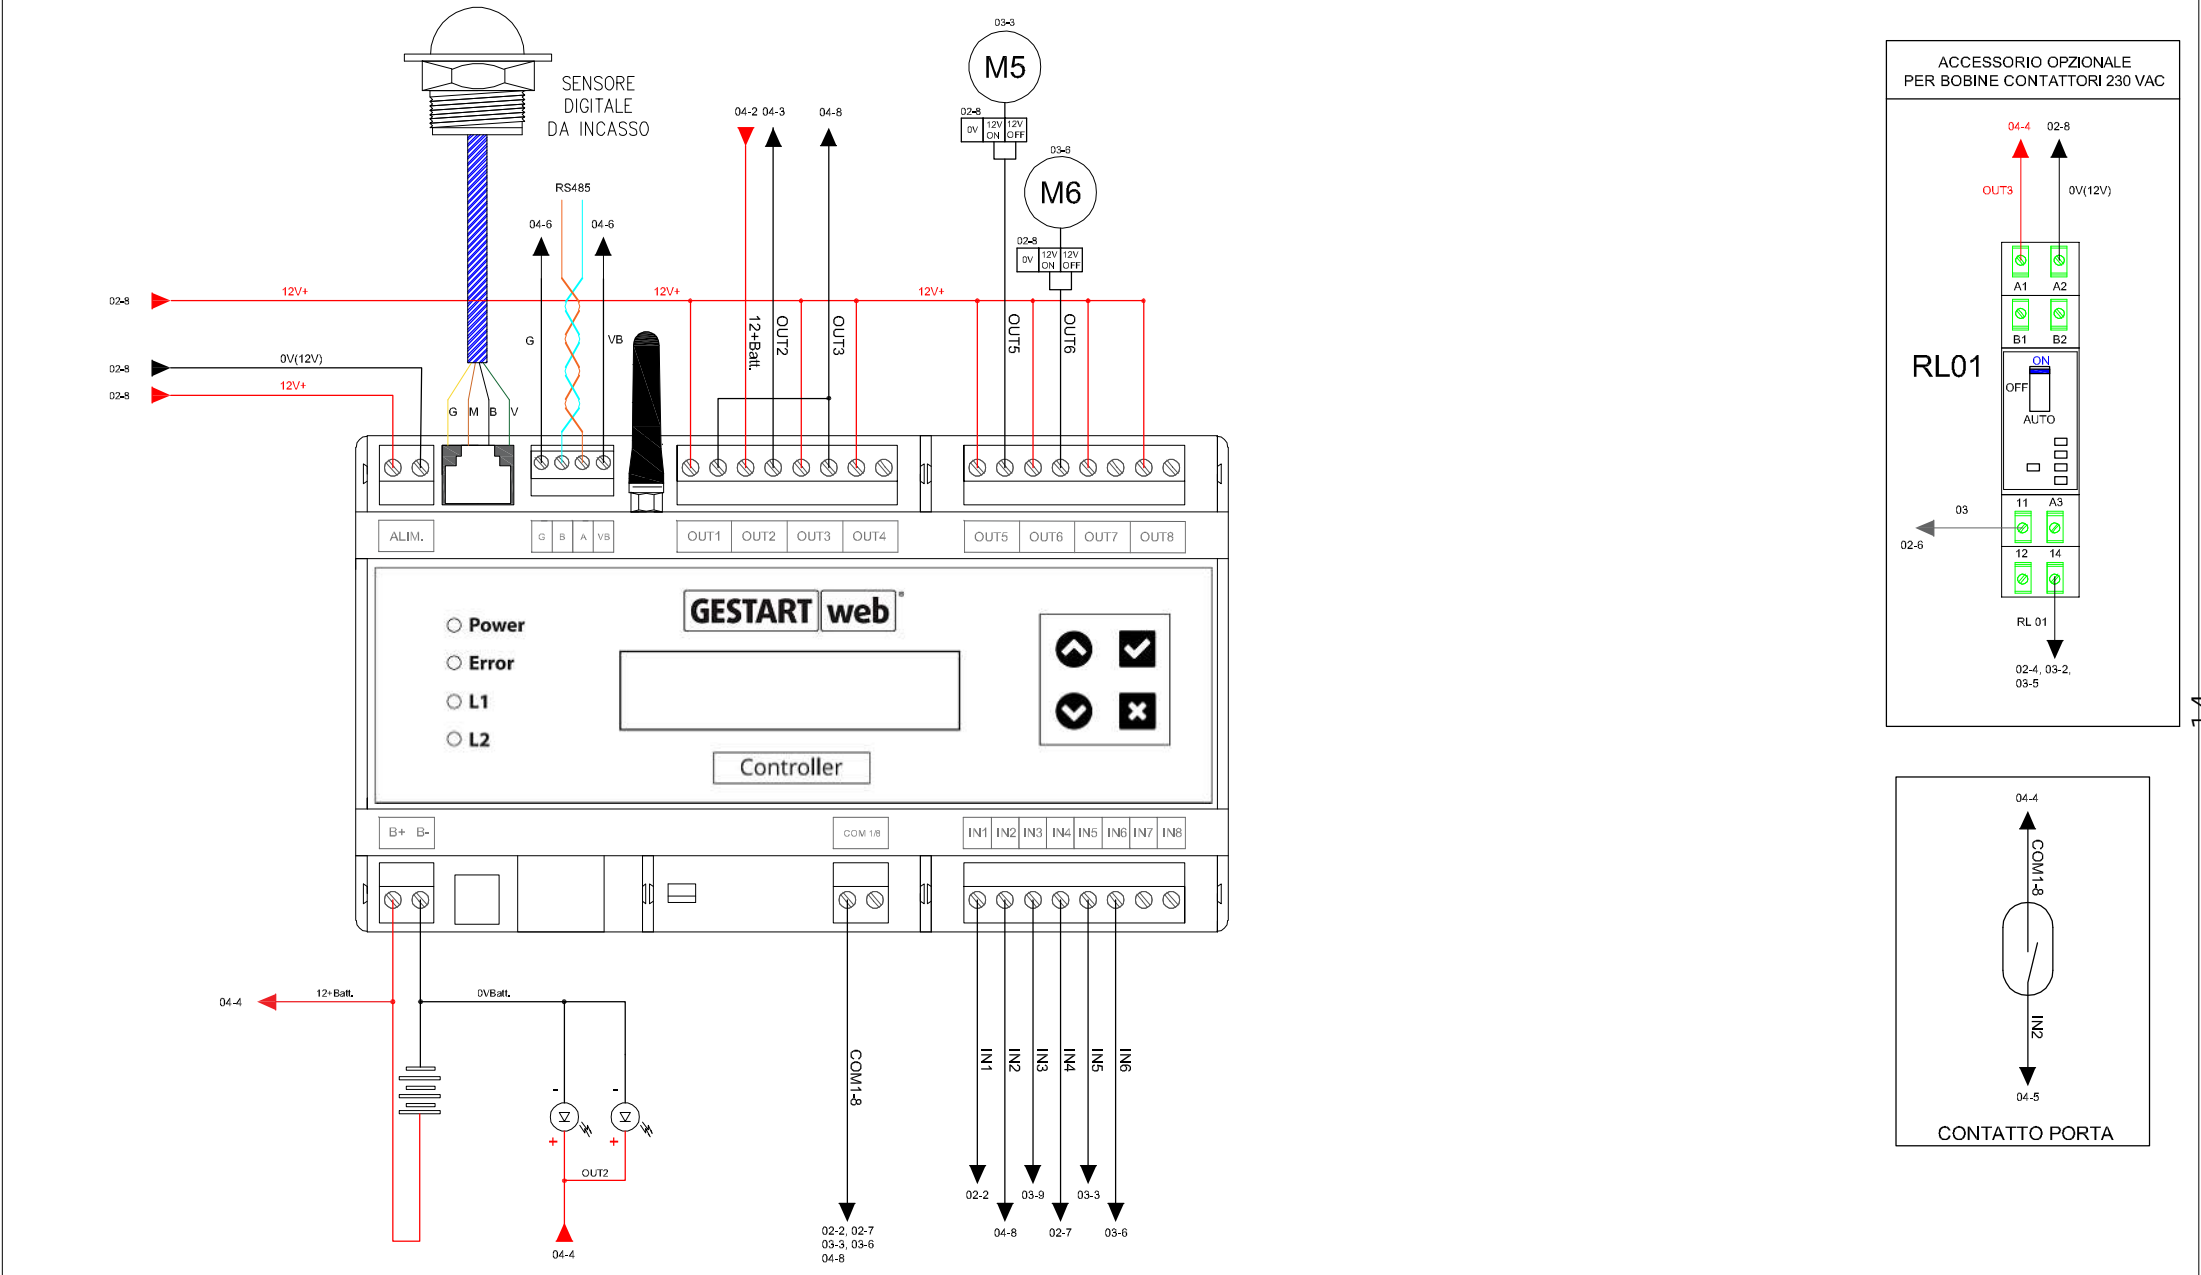 03-3
M5
02-8
0V
12V ON
12V OFF
03-6
M6
02-8
0V
12V ON
12V OFF
SENSORE
DIGITALE
DA INCASSO
04-2 04-3
04-8
RS485
04-6
04-6
02-8
12V+
12V+
12V+
G
VB
12+Batt.
OUT2
OUT3
OUT5
OUT6
02-8
0V(12V)
02-8
12V+
G M B V
ALIM.
G B A VB
OUT1 OUT2 OUT3 OUT4
OUT5 OUT6 OUT7 OUT8
GESTART web
Power
Error
L1
L2
Controller
B+ B-
COM 1/8
IN1 IN2 IN3 IN4 IN5 IN6 IN7 IN8
04-4
12+Batt.
0VBatt.
-
-
+
+
OUT2
04-4
COM1-8
02-2, 02-7
03-3, 03-6
04-8
IN1
IN2
IN3
IN4
IN5
IN6
02-2
03-9
03-3
04-8
02-7
03-6
ACCESSORIO OPZIONALE
PER BOBINE CONTATTORI 230 VAC
04-4
02-8
OUT3
0V(12V)
A1 A2
B1 B2
RL01
ON
OFF
AUTO
11 A3
03
02-6
12 14
RL 01
02-4, 03-2,
03-5
04-4
COM1-8
IN2
04-5
CONTATTO PORTA